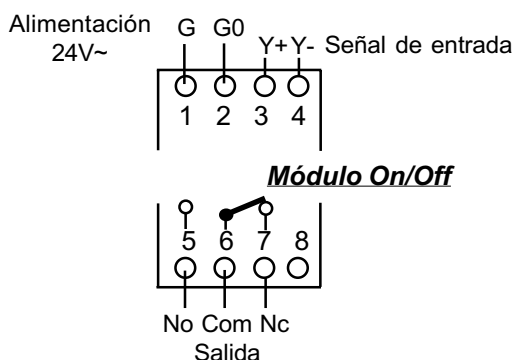 Alimentación
24V~
G G0
Y+ Y- Señal de entrada
1 2 3 4
Módulo On/Off
5 6 7 8
No Com Nc
Salida